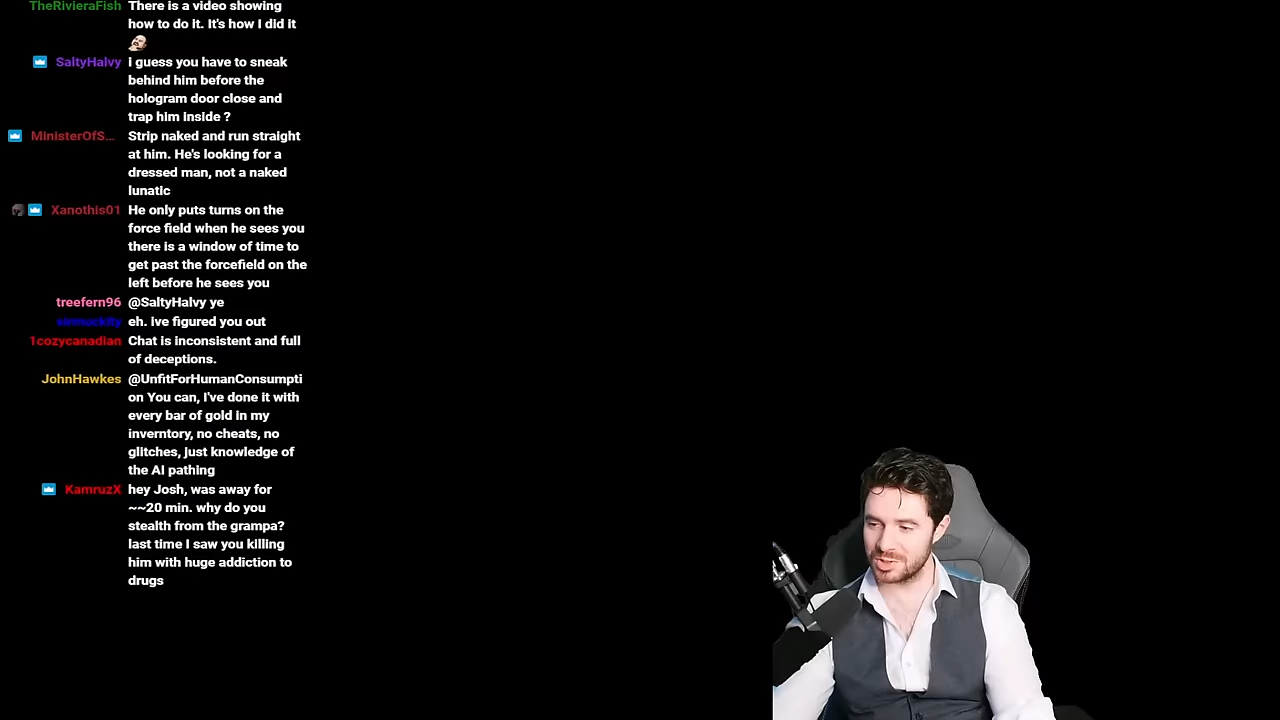 TheRivieraFish There is a video showing
how to do it. It's how I did it
SaltyHalvy i guess you have to sneak
behind him before the
hologram door close and
trap him inside ?
MinisterOfS... Strip naked and run straight
at him. He's looking for a
dressed man, not a naked
lunatic
Xanothis01 He only puts turns on the
force field when he sees you
there is a window of time to
get past the forcefield on the
left before he sees you
treefern96 @SaltyHalvy ye
eh. ive figured you out
1cozycanadian Chat is inconsistent and full
of deceptions.
JohnHawkes @UnfitForHumanConsumpti
on You can, I've done it with
every bar of gold in my
inverntory, no cheats, no
glitches, just knowledge of
the AI pathing
KamruzX hey Josh, was away for
~~20 min. why do you
stealth from the grampa?
last time I saw you killing
him with huge addiction to
drugs